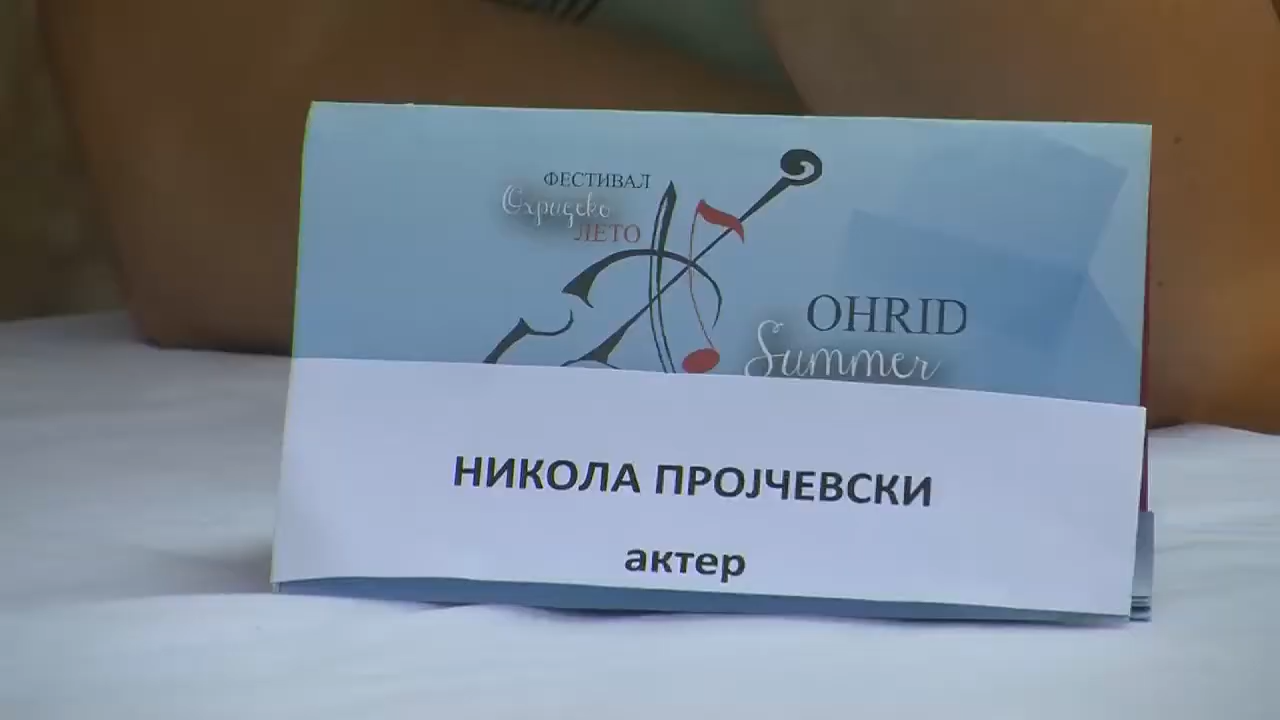 ФЕСТИВАЛ
Охридско
ЛЕТО
OHRID
Summer
НИКОЛА ПРОЈЧЕВСКИ
актер